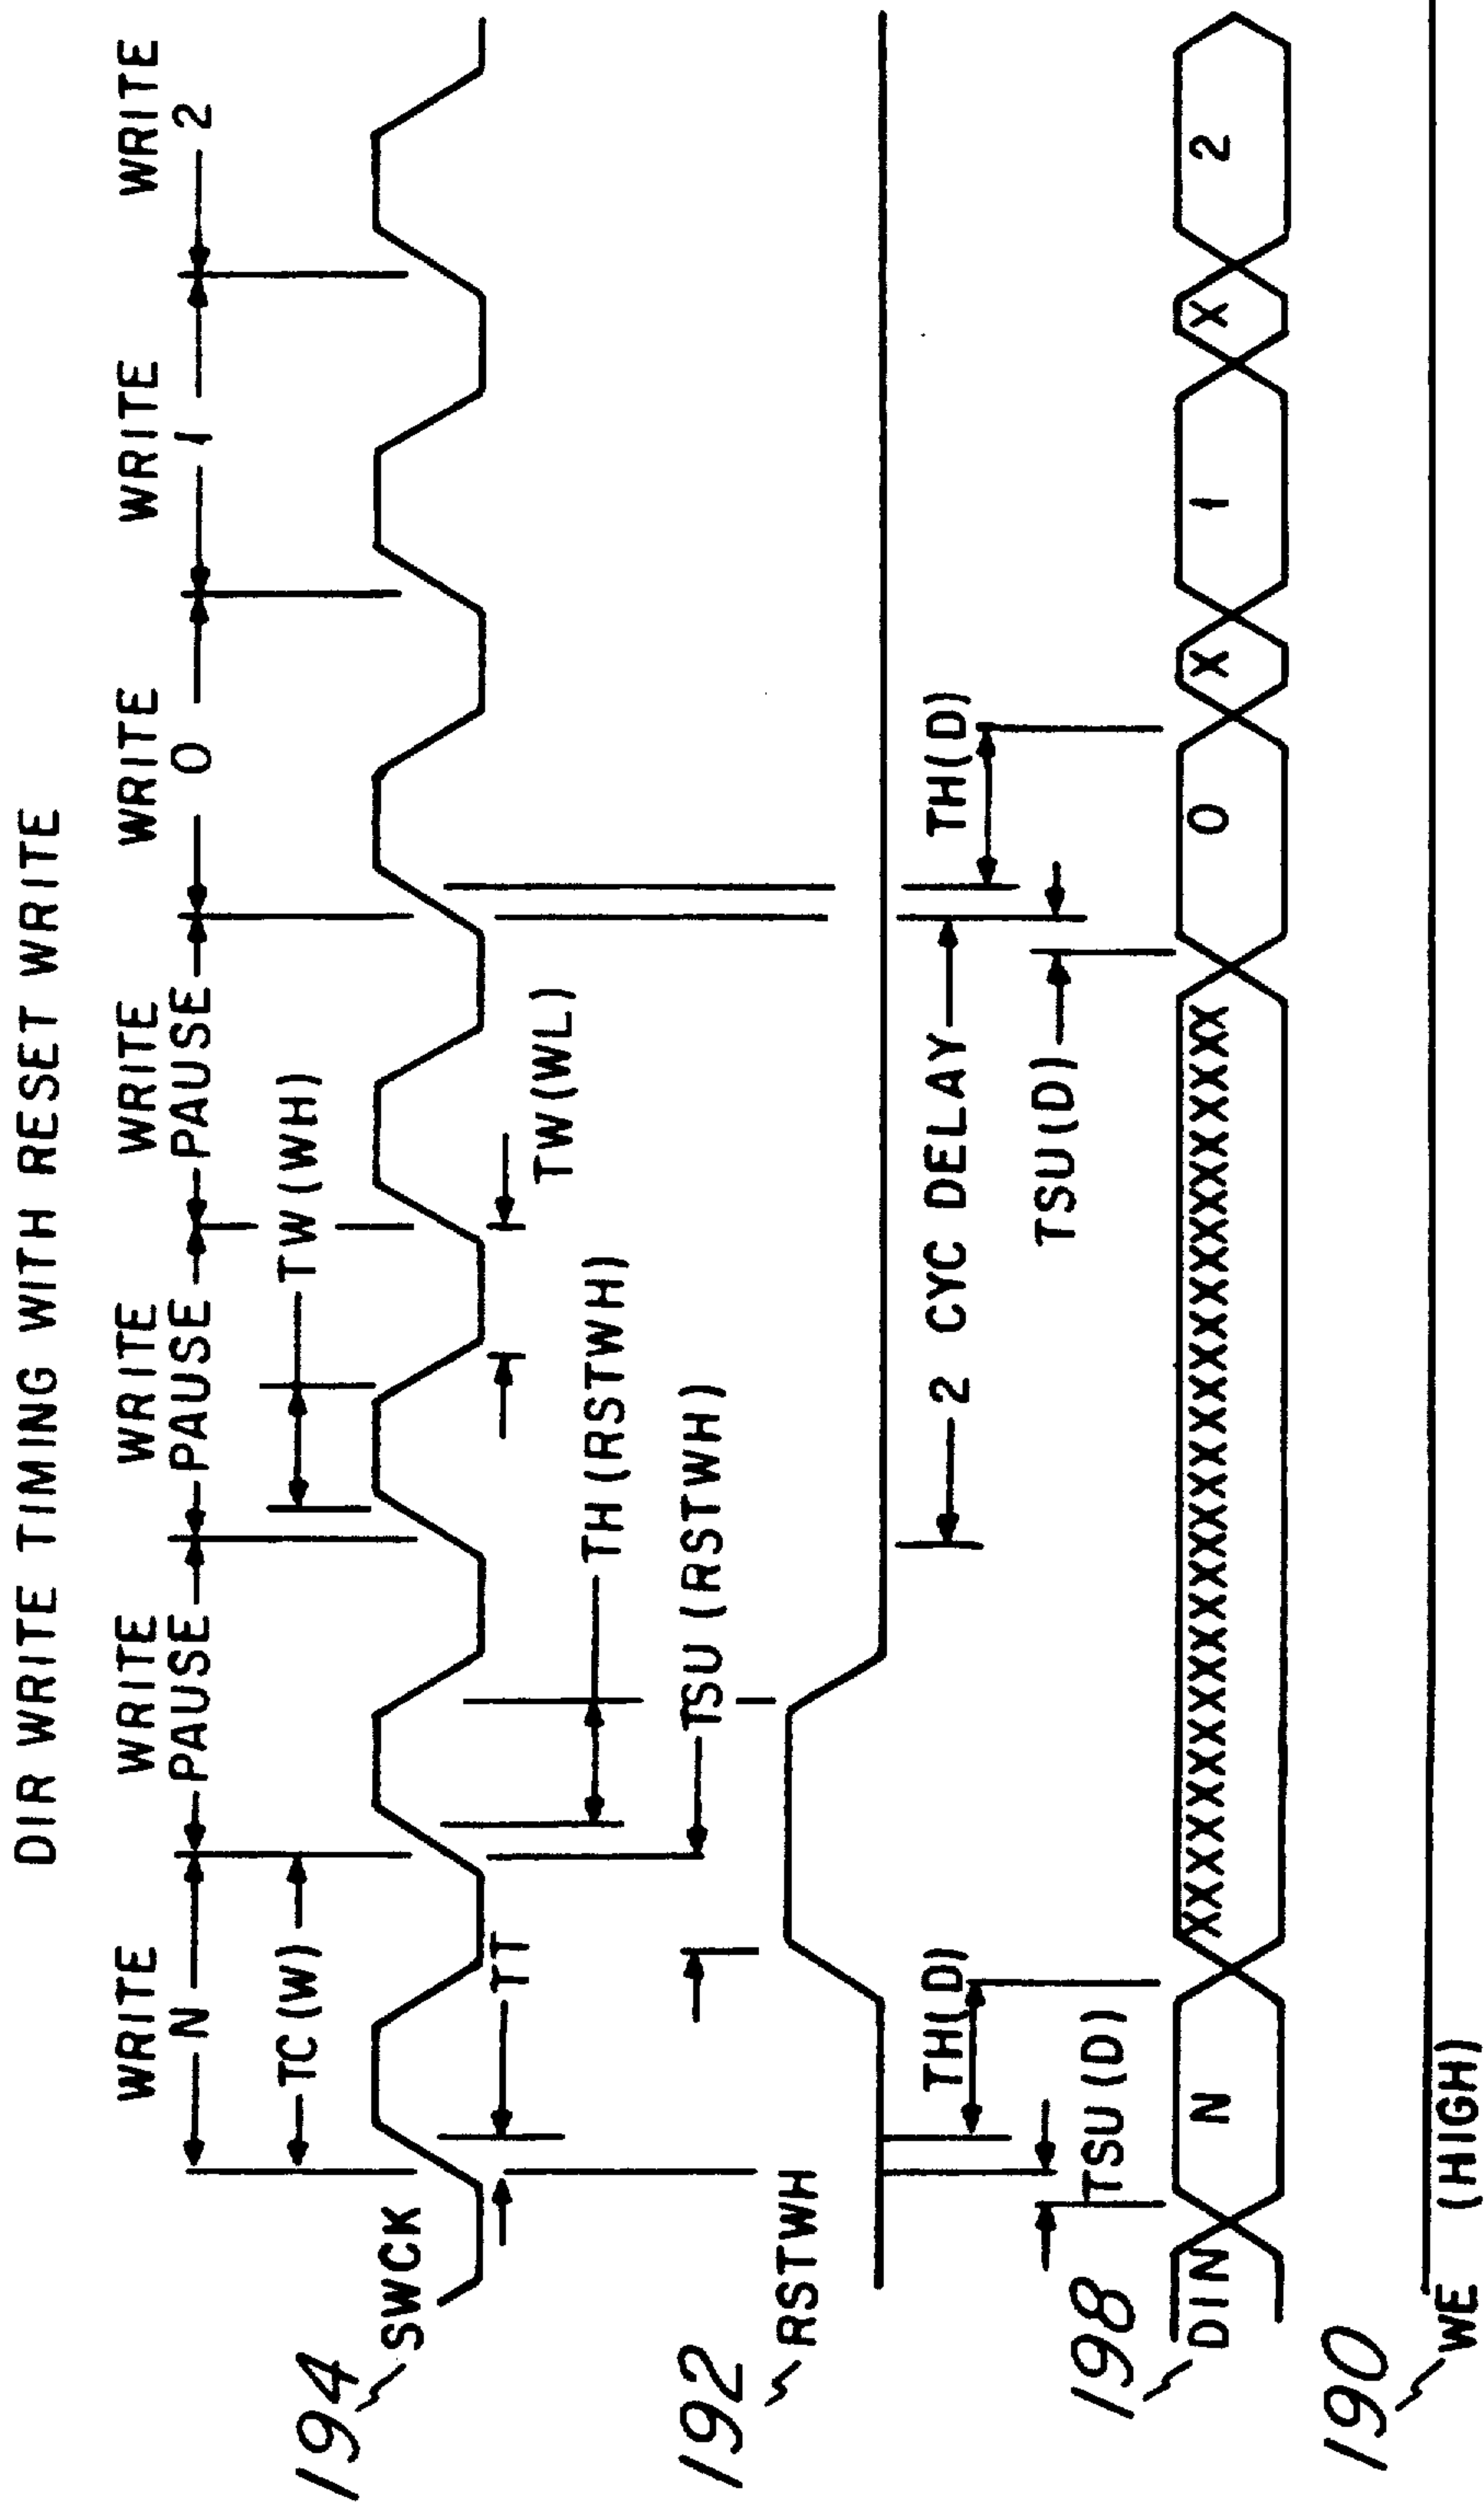 DIR WRITE TIMING WITH RESET WRITE
WRITE N
WRITE PAUSE
WRITE PAUSE
WRITE PAUSE
WRITE 0
WRITE 1
WRITE 2
TC(W)
TW(WH)
194
SWCK
TT
TW(WL)
TH(RSTWH)
TSU(RSTWH)
192
RSTWH
TH(D)
2 CYC DELAY
TH(D)
TSU(D)
TSU(D)
198
DIN
N
XXXXXXXXXXXXXXXXXXXXXXXXXXXXXXX
0
X
1
X
2
190
WE (HIGH)